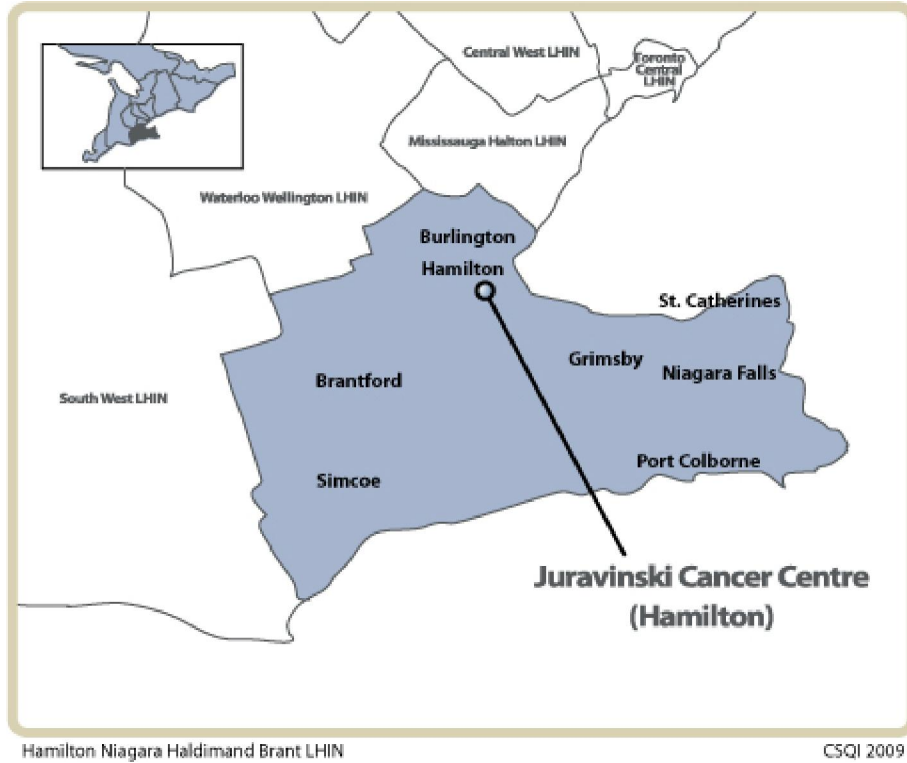 Central West LHIN
Toronto
Central
LHIN
Mississauga Halton LHIN
Waterloo Wellington LHIN
Burlington
Hamilton
St. Catherines
Grimsby
Niagara Falls
Brantford
South West LHIN
Port Colborne
Simcoe
Juravinski Cancer Centre
(Hamilton)
Hamilton Niagara Haldimand Brant LHIN
CSQI 2009